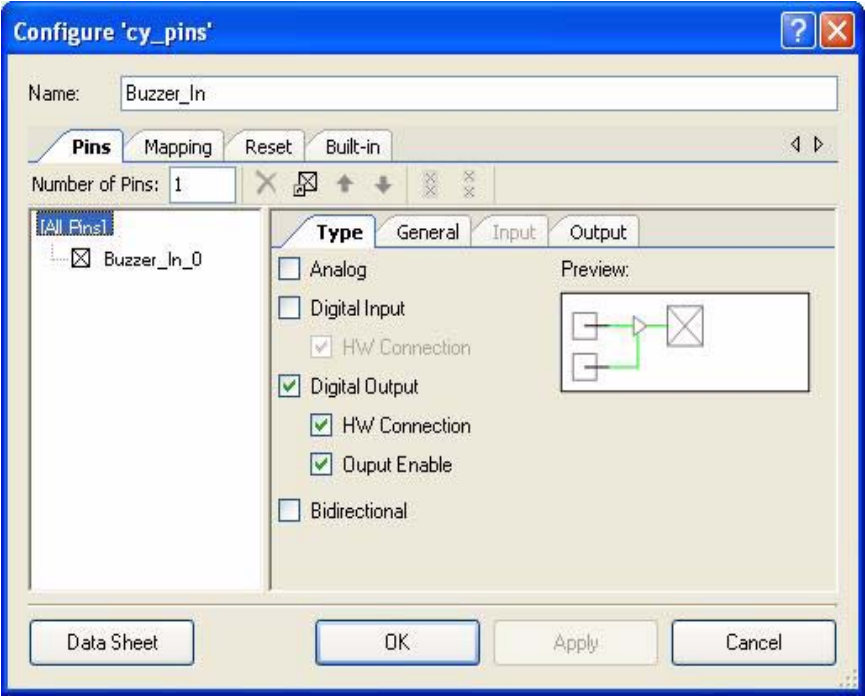 Configure 'cy_pins'
Name: Buzzer_In
Pins Mapping Reset Built-in
Number of Pins: 1
[All Pins]
Buzzer_In_0
Type General Input Output
Analog
Preview:
Digital Input
HW Connection
Digital Output
HW Connection
Ouput Enable
Bidirectional
Data Sheet OK Apply Cancel